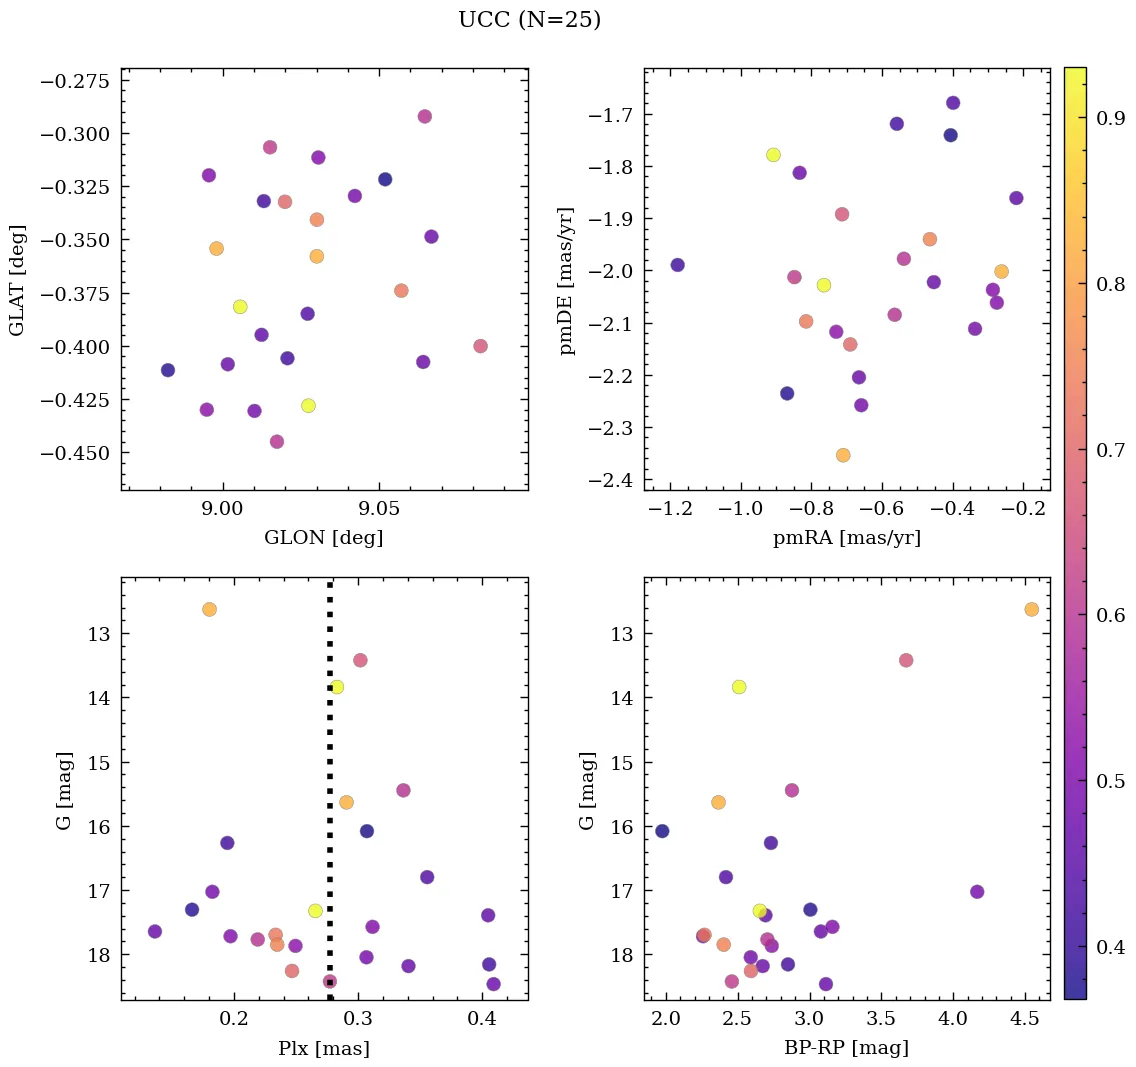 UCC (N=25)
−0.275
−0.300
−0.325
−0.350
−0.375
−0.400
−0.425
−0.450
GLAT [deg]
9.00 9.05
GLON [deg]
−1.7
−1.8
−1.9
−2.0
−2.1
−2.2
−2.3
−2.4
pmDE [mas/yr]
−1.2 −1.0 −0.8 −0.6 −0.4 −0.2
pmRA [mas/yr]
13
14
15
16
17
18
G [mag]
0.2 0.3 0.4
Plx [mas]
13
14
15
16
17
18
G [mag]
2.0 2.5 3.0 3.5 4.0 4.5
BP-RP [mag]
0.9
0.8
0.7
0.6
0.5
0.4